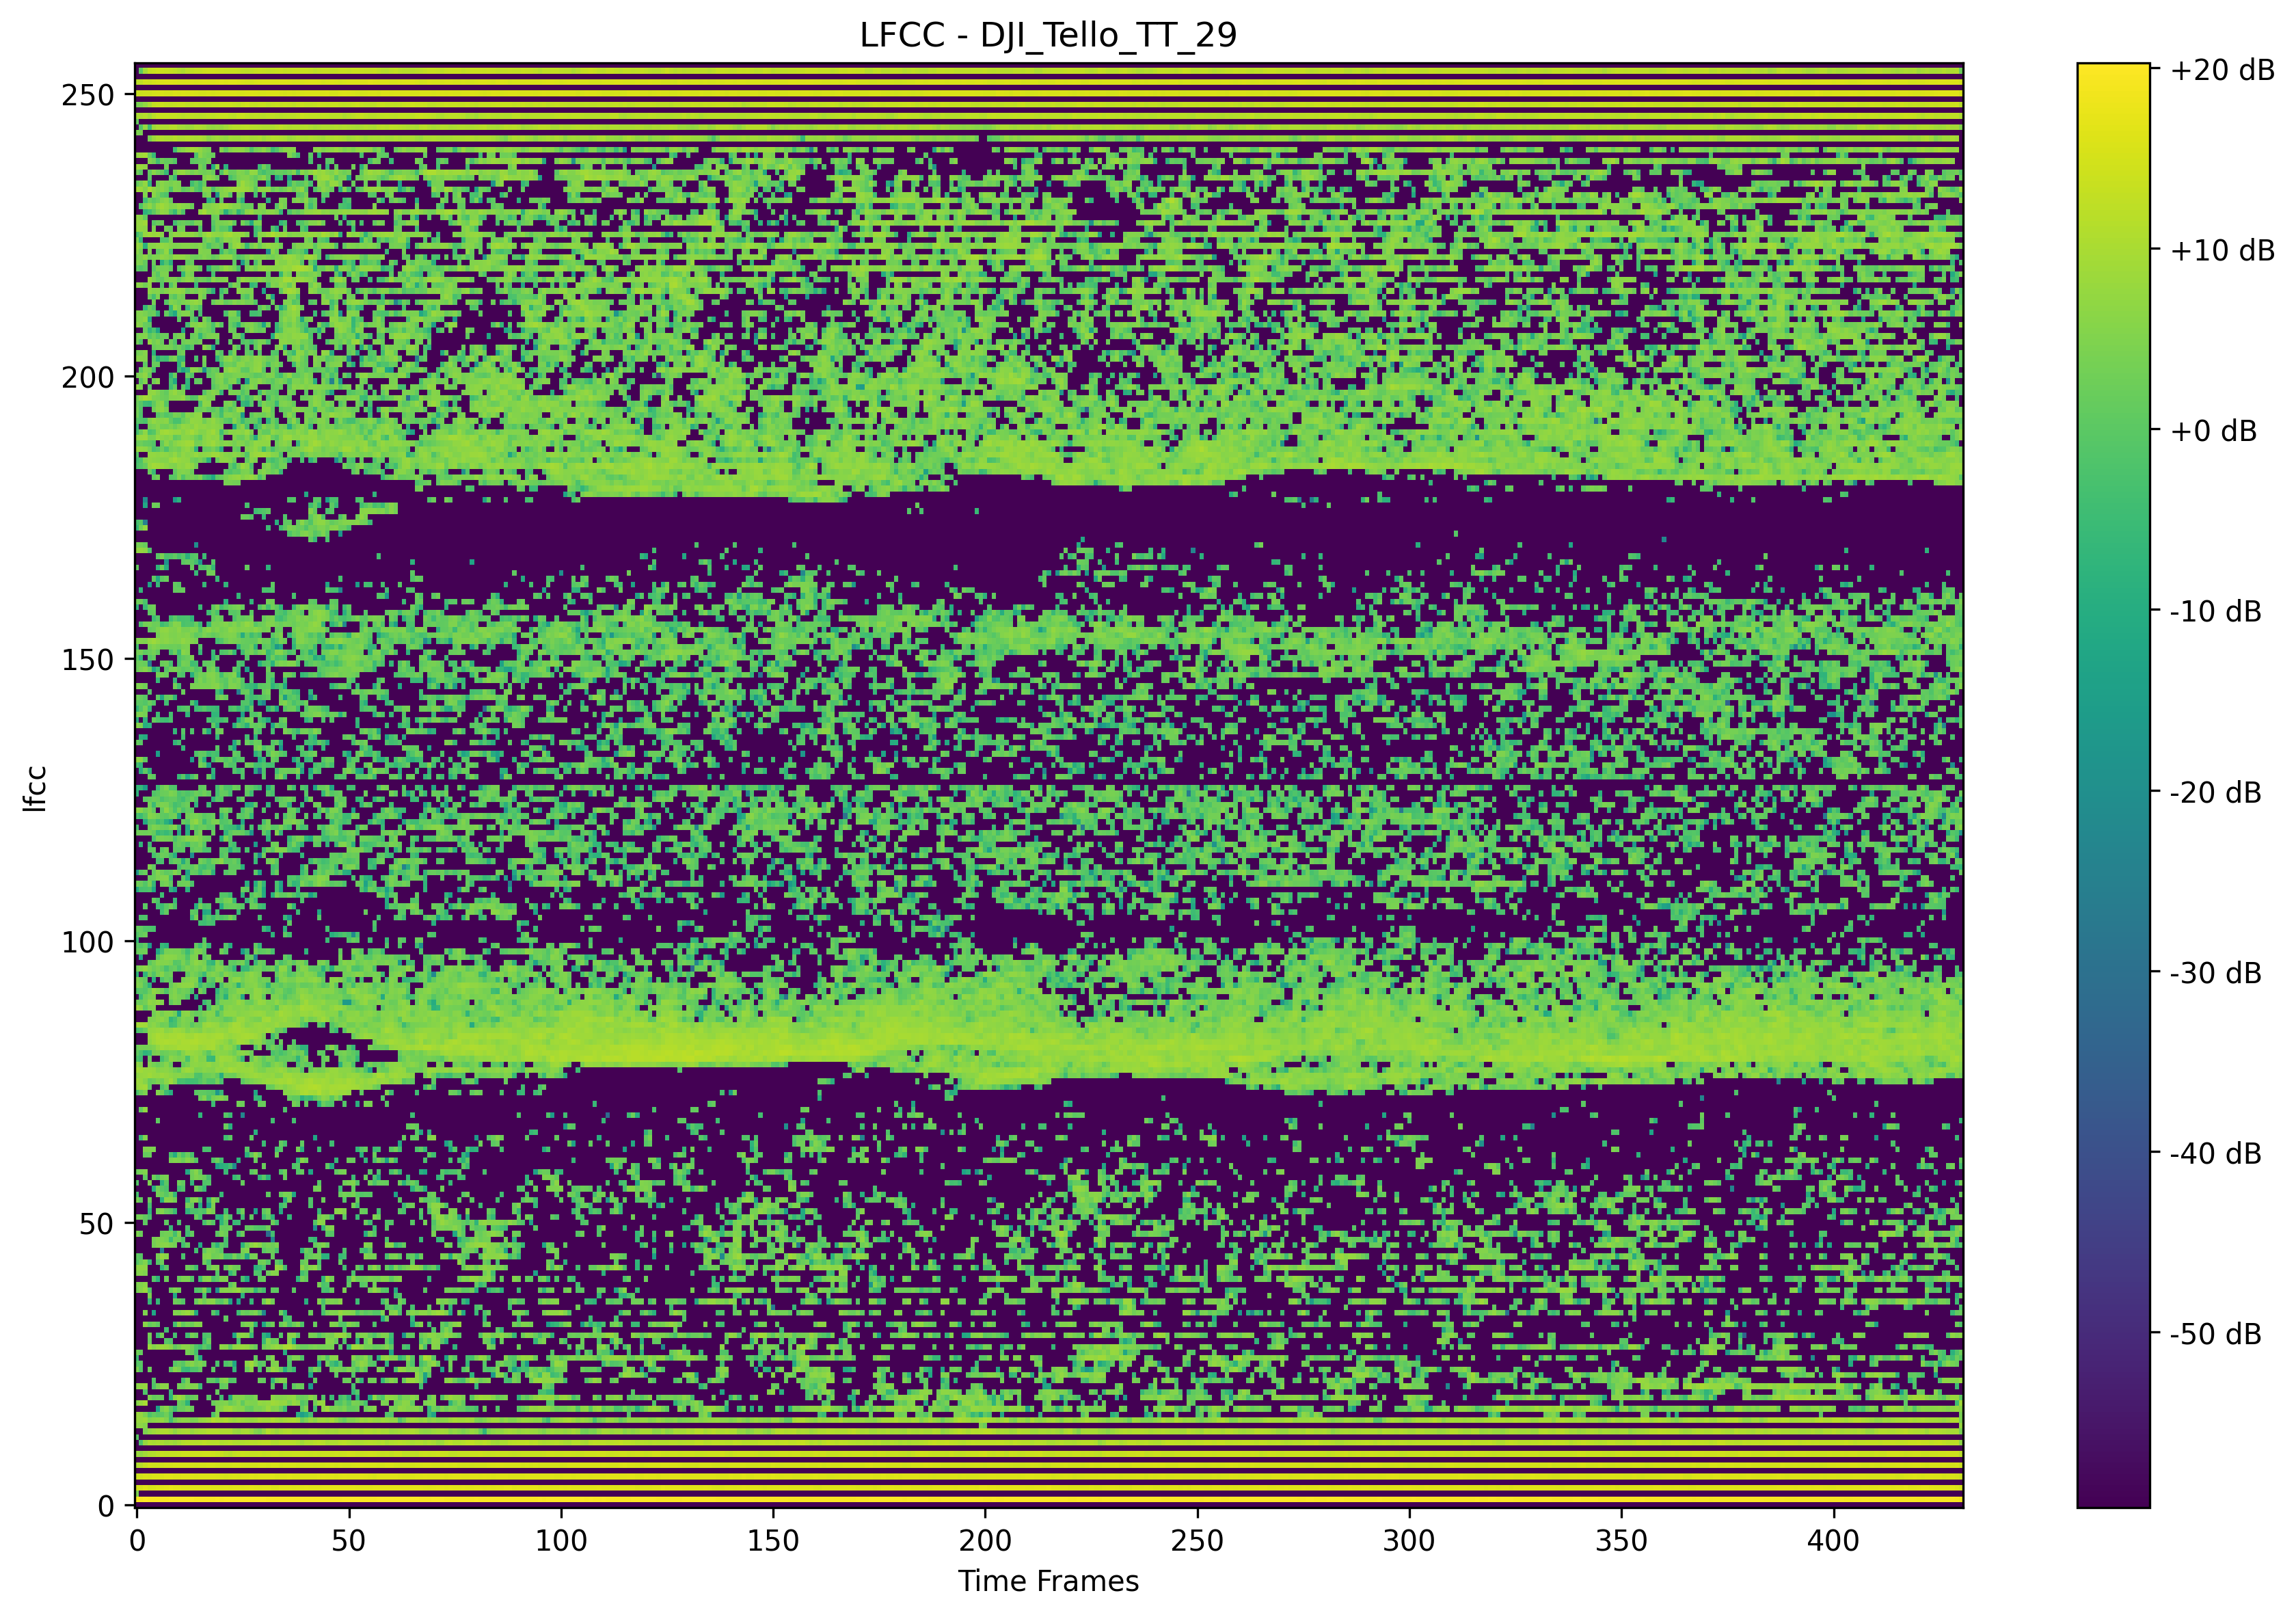 LFCC - DJI_Tello_TT_29
250
200
150
100
50
0
lfcc
0 50 100 150 200 250 300 350 400
Time Frames
+20 dB
+10 dB
+0 dB
-10 dB
-20 dB
-30 dB
-40 dB
-50 dB